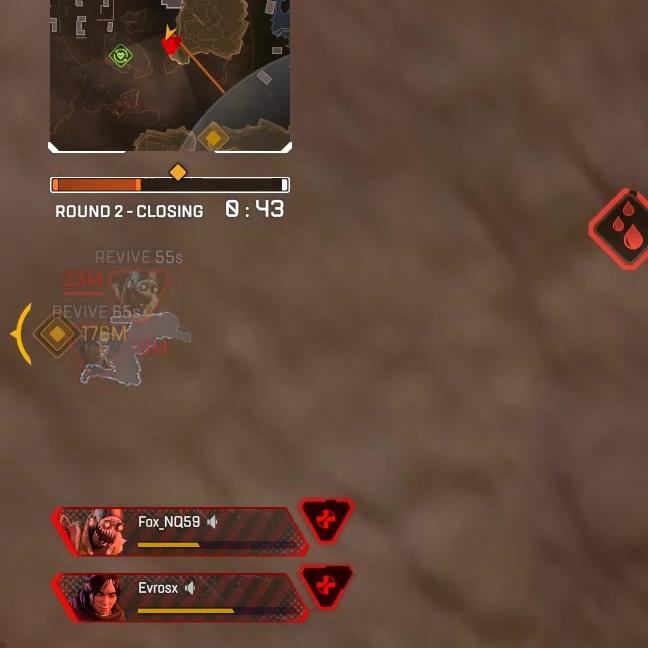 ROUND 2 - CLOSING 0:43
REVIVE 55s
23M
REVIVE 65s
176M
Fox_NQ59
Evrosx